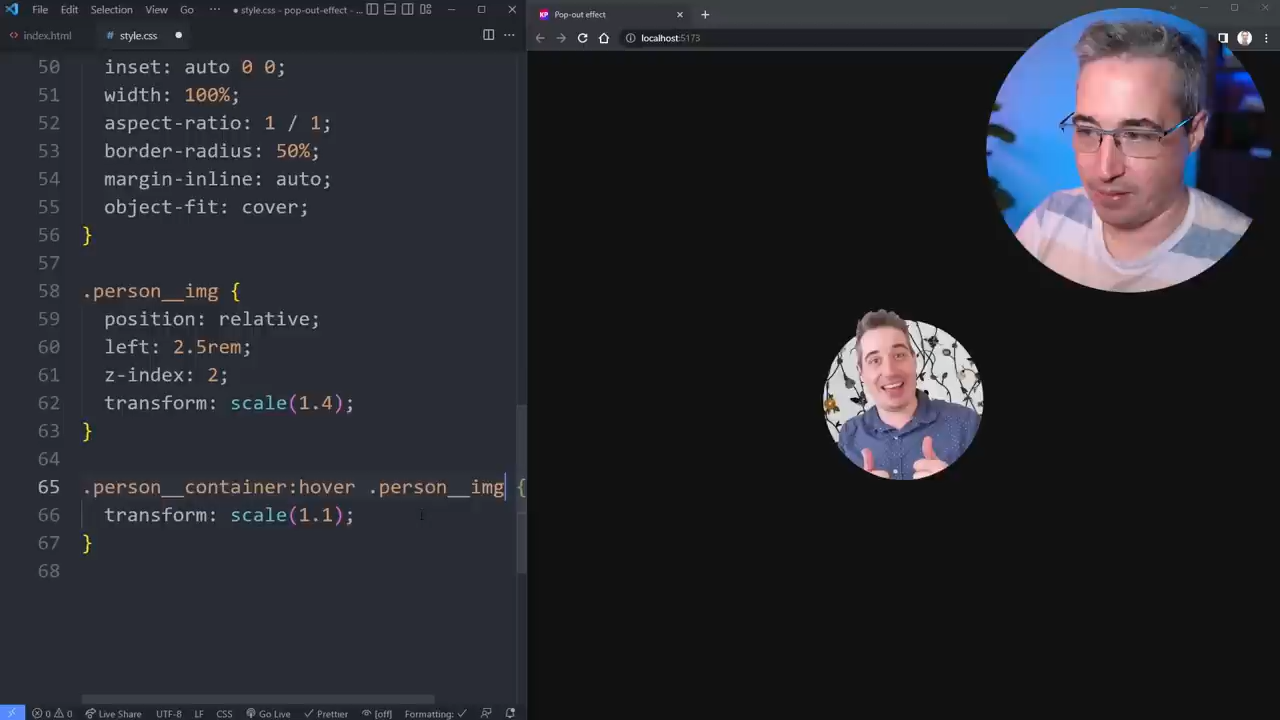 File Edit Selection View Go ··· ● style.css - pop-out-effect -
index.html # style.css ●
50 inset: auto 0 0;
51 width: 100%;
52 aspect-ratio: 1 / 1;
53 border-radius: 50%;
54 margin-inline: auto;
55 object-fit: cover;
56 }
57
58 .person__img {
59 position: relative;
60 left: 2.5rem;
61 z-index: 2;
62 transform: scale(1.4);
63 }
64
65 .person__container:hover .person__img {
66 transform: scale(1.1);
67 }
68
0 0 Live Share UTF-8 LF CSS Go Live Prettier [off] Formatting:
KP Pop-out effect
localhost:5173